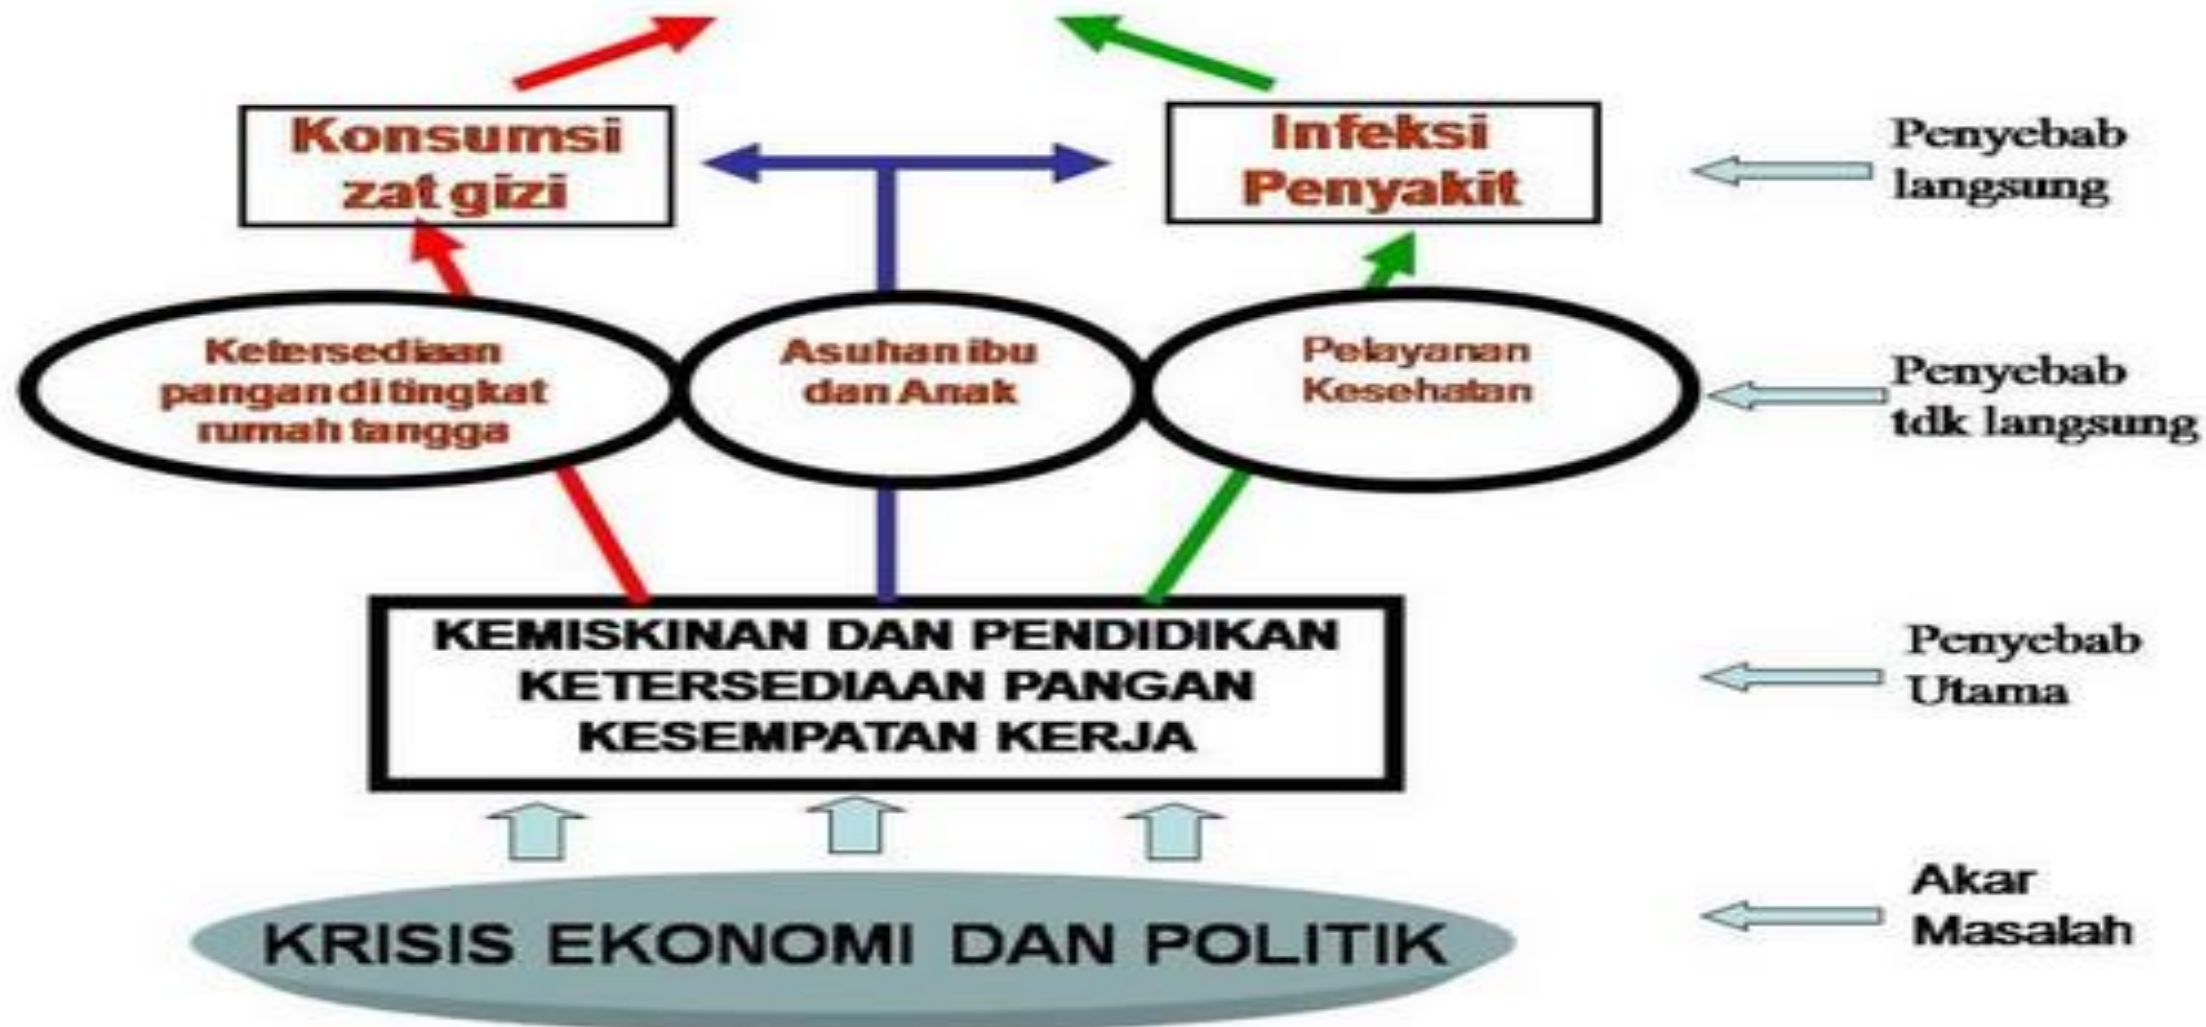 Konsumsi
zat gizi
Infeksi
Penyakit
Penyebab
langsung
Ketersediaan
pangan di tingkat
rumah tangga
Asuhan ibu
dan Anak
Pelayanan
Kesehatan
Penyebab
tdk langsung
KEMISKINAN DAN PENDIDIKAN
KETERSEDIAAN PANGAN
KESEMPATAN KERJA
Penyebab
Utama
KRISIS EKONOMI DAN POLITIK
Akar
Masalah